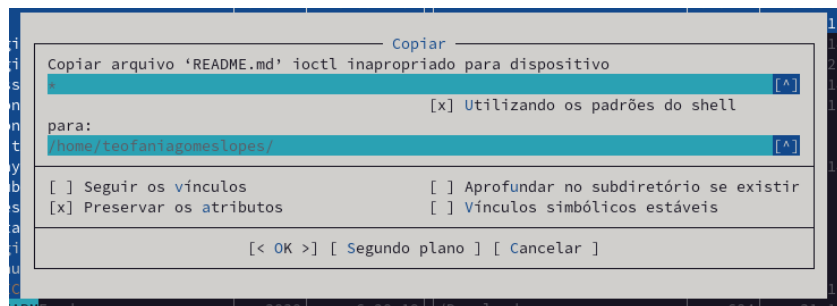 Copiar
Copiar arquivo ‘README.md’ ioctl inapropriado para dispositivo
* [^]
[x] Utilizando os padrões do shell
para:
/home/teofaniagomeslopes/ [^]
[ ] Seguir os vínculos [ ] Aprofundar no subdiretório se existir
[x] Preservar os atributos [ ] Vínculos simbólicos estáveis
[< OK >] [ Segundo plano ] [ Cancelar ]